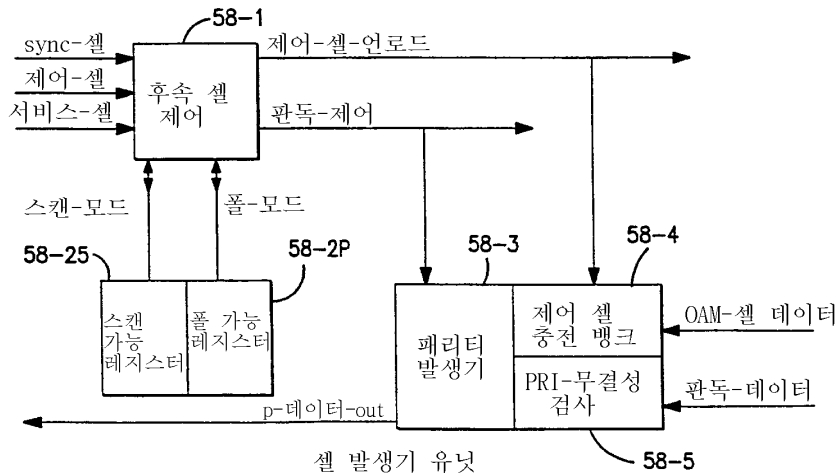 58-1
sync-셀
제어-셀
서비스-셀
후속 셀
제어
제어-셀-언로드
판독-제어
스캔-모드
폴-모드
58-25
58-2P
58-3
58-4
스캔
가능
레지스터
폴 가능
레지스터
패리티
발생기
제어 셀
충전 뱅크
PRI-무결성
검사
OAM-셀 데이터
판독-데이터
p-데이터-out
58-5
셀 발생기 유닛